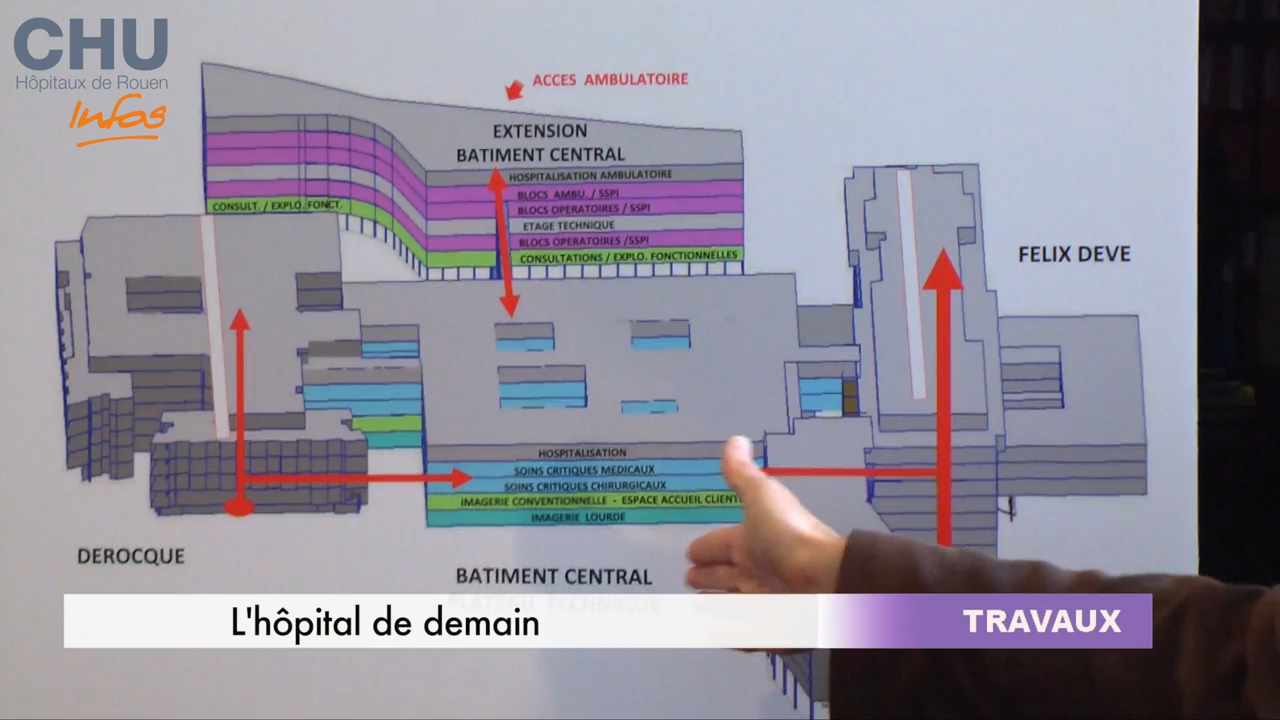 CHU
Hôpitaux de Rouen
Infos
ACCES AMBULATOIRE
EXTENSION
BATIMENT CENTRAL
HOSPITALISATION AMBULATOIRE
BLOCS AMBU. / SSPI
BLOCS OPERATOIRES / SSPI
ETAGE TECHNIQUE
BLOCS OPERATOIRES /SSPI
CONSULTATIONS / EXPLO. FONCTIONNELLES
CONSULT. / EXPLO. FONCT.
FELIX DEVE
HOSPITALISATION
SOINS CRITIQUES MEDICAUX
SOINS CRITIQUES CHIRURGICAUX
IMAGERIE CONVENTIONNELLE - ESPACE ACCUEIL
IMAGERIE LOURDE
DEROCQUE
BATIMENT CENTRAL
PLATEAU TECHNIQUE
L'hôpital de demain
TRAVAUX